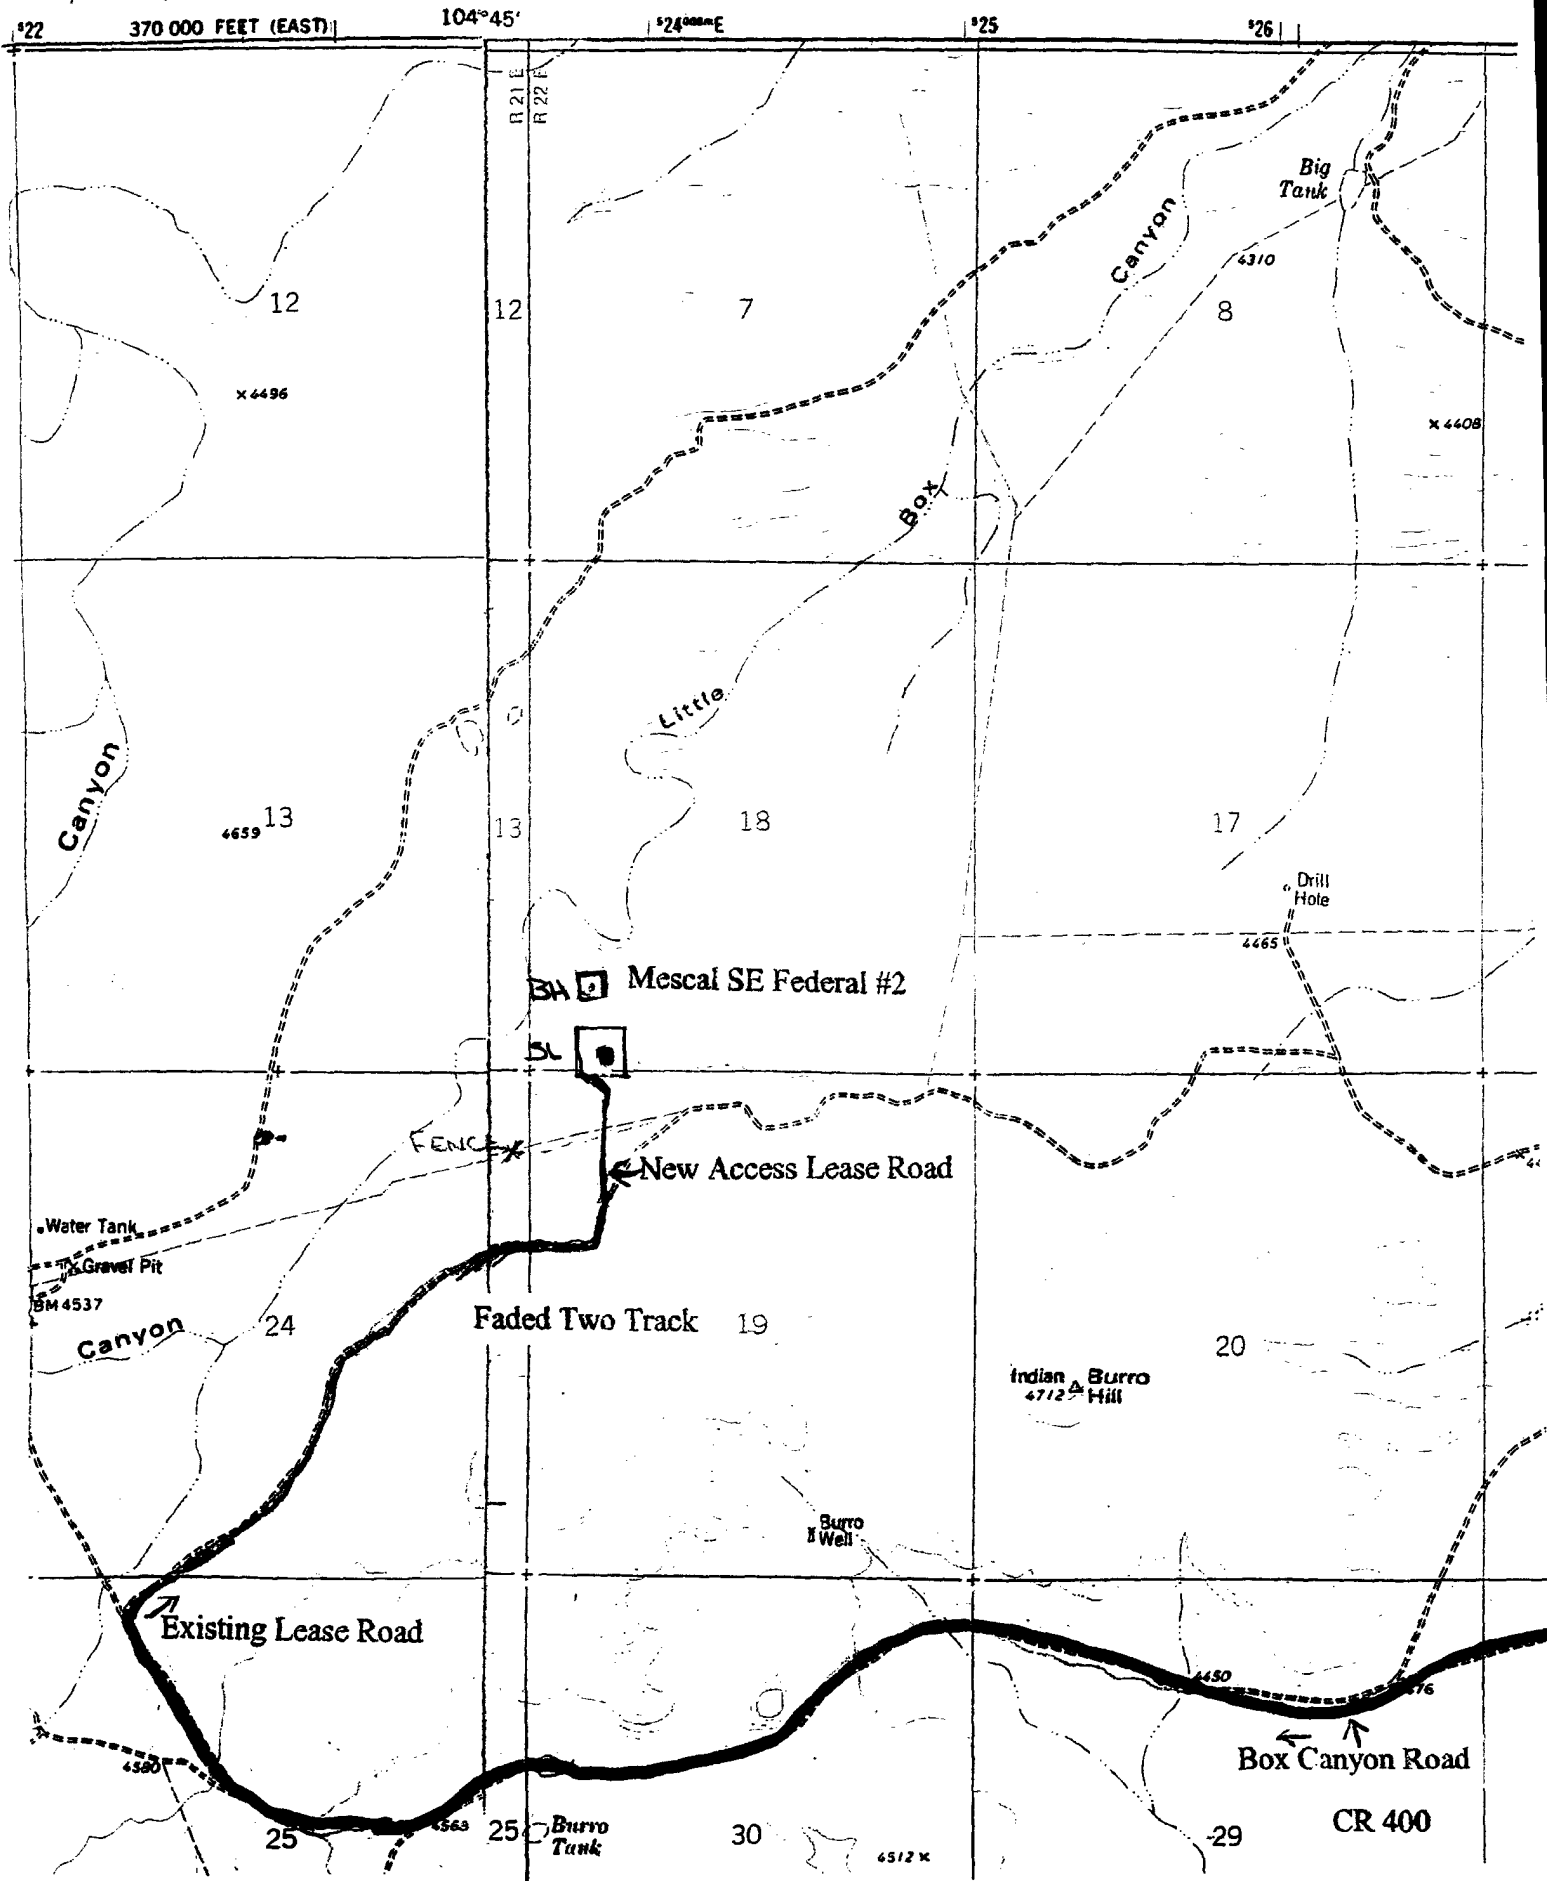 ⁵22
370 000 FEET (EAST)
104°45'
⁵24⁰⁰⁰ᵐE
⁵25
⁵26
R 21 E
R 22 E
Big
Tank
Canyon
4310
12
12
7
8
×4496
×4408
Box
Little
Canyon
4659
13
13
18
17
Drill
Hole
4465
BH
Mescal SE Federal #2
SL
FENCE
New Access Lease Road
Water Tank
Gravel Pit
BM 4537
Canyon
24
Faded Two Track
19
20
Indian
4712
Burro
Hill
Burro
Well
Existing Lease Road
4450
4580
Box Canyon Road
CR 400
4563
25
25
Burro
Tank
30
4512×
29